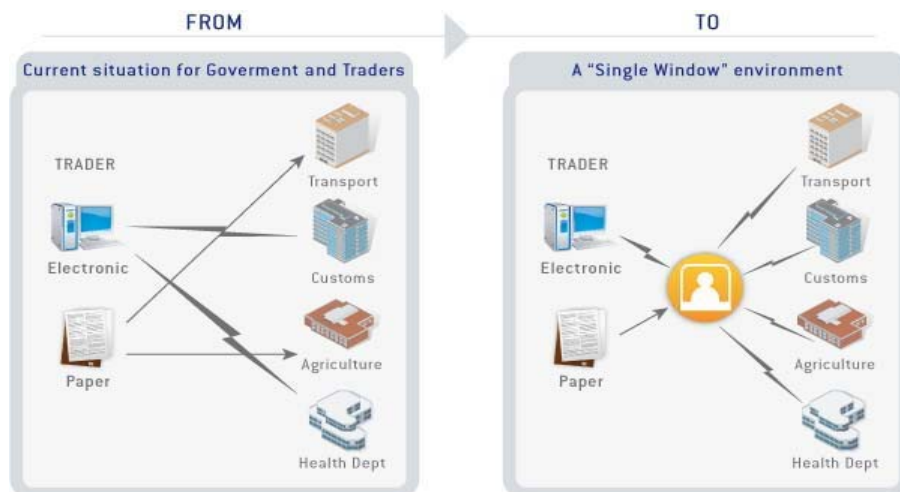 FROM
TO
Current situation for Goverment and Traders
A “Single Window” environment
TRADER
Transport
Electronic
Customs
Paper
Agriculture
Health Dept
TRADER
Transport
Electronic
Customs
Paper
Agriculture
Health Dept